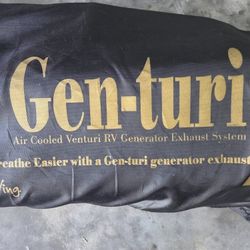 Gen-turi
Air Cooled Venturi RV Generator Exhaust System
reathe Easier with a Gen-turi generator exhaust